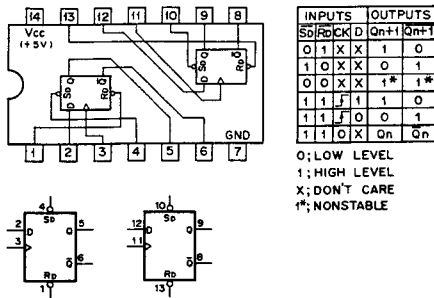 14 13 12 11 10 9 8
Vcc
(+5V)
SD
D Q
Q̅
RD
SD
D Q
Q̅
RD
GND
1 2 3 4 5 6 7
INPUTS OUTPUTS
S̅D̅ R̅D̅ CK D Qn+1 Q̅n+1
0 1 X X 1 0
1 0 X X 0 1
0 0 X X 1* 1*
1 1 1 1 0
1 1 0 0 1
1 1 0 X Qn Q̅n
0; LOW LEVEL
1; HIGH LEVEL
X; DON'T CARE
1*; NONSTABLE
4 10
SD SD
2 D Q 5 12 D Q 9
3 11
Q̅ 6 Q̅ 8
RD RD
1 13